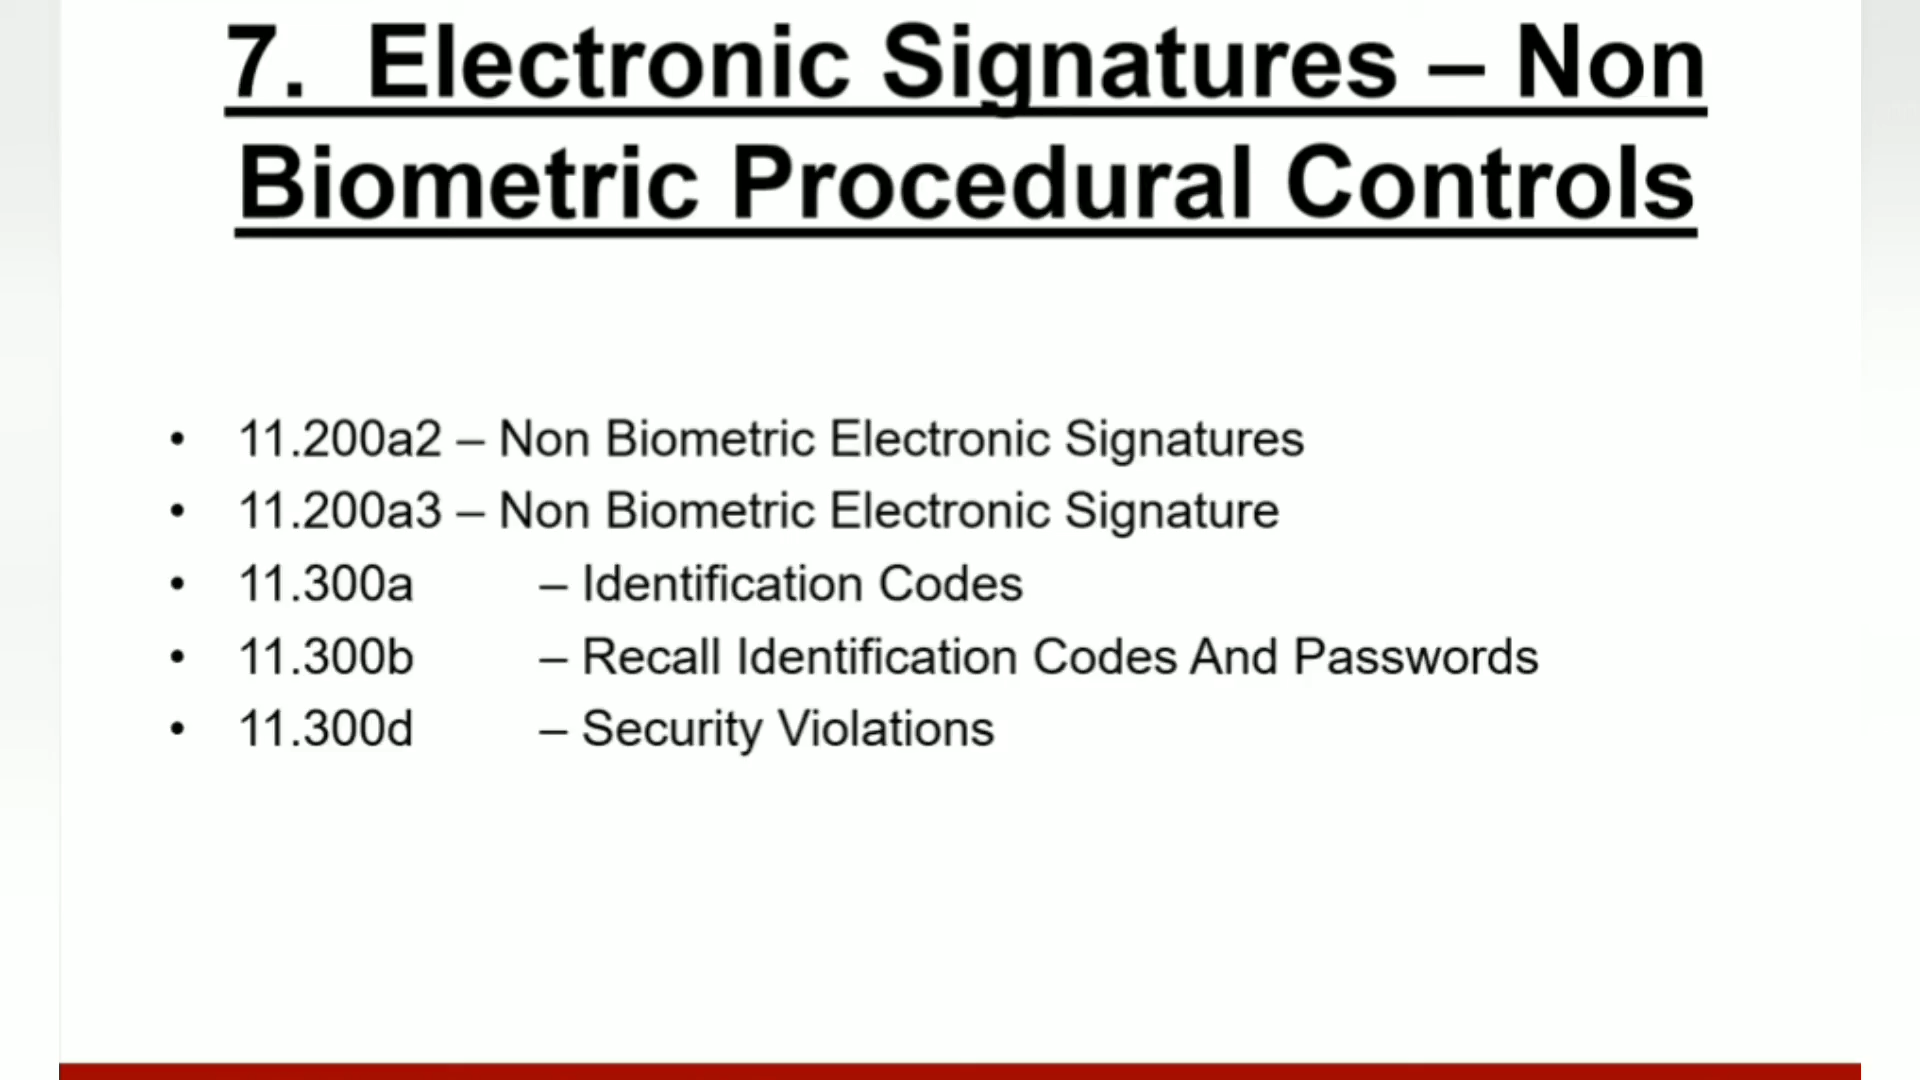 7. Electronic Signatures – Non
Biometric Procedural Controls
• 11.200a2 – Non Biometric Electronic Signatures
• 11.200a3 – Non Biometric Electronic Signature
• 11.300a – Identification Codes
• 11.300b – Recall Identification Codes And Passwords
• 11.300d – Security Violations